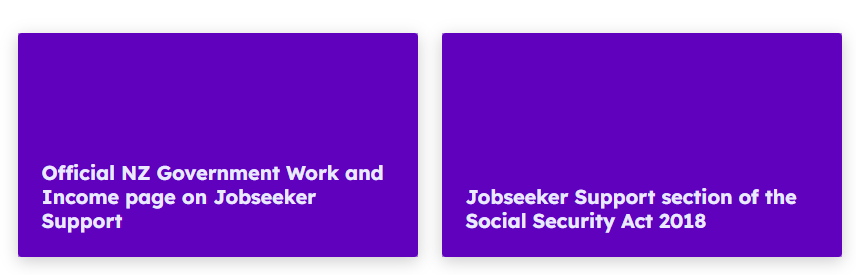 Official NZ Government Work and
Income page on Jobseeker
Support
Jobseeker Support section of the
Social Security Act 2018